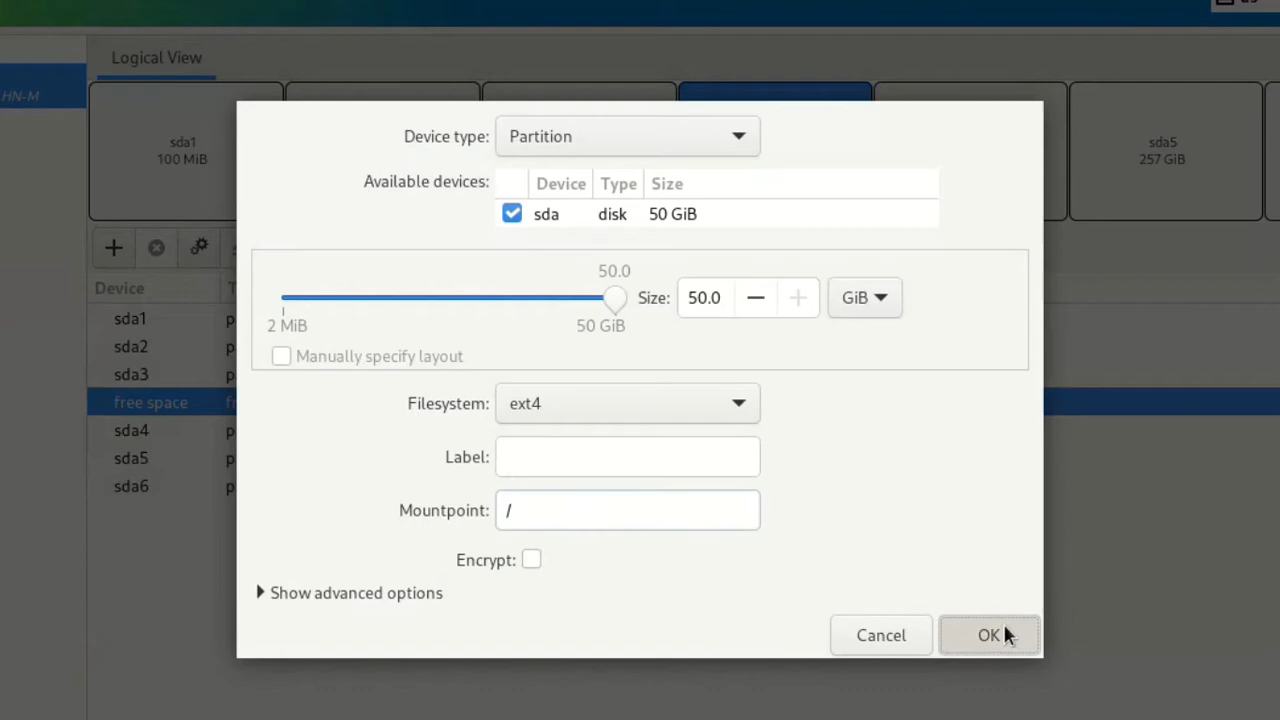 Logical View
HN-M
sda1
100 MiB
sda5
257 GiB
Device type: Partition
Available devices:
Device Type Size
sda disk 50 GiB
50.0
Size: 50.0 GiB
2 MiB 50 GiB
Manually specify layout
Filesystem: ext4
Label:
Mountpoint: /
Encrypt:
Show advanced options
Cancel OK
Device
sda1
sda2
sda3
free space
sda4
sda5
sda6